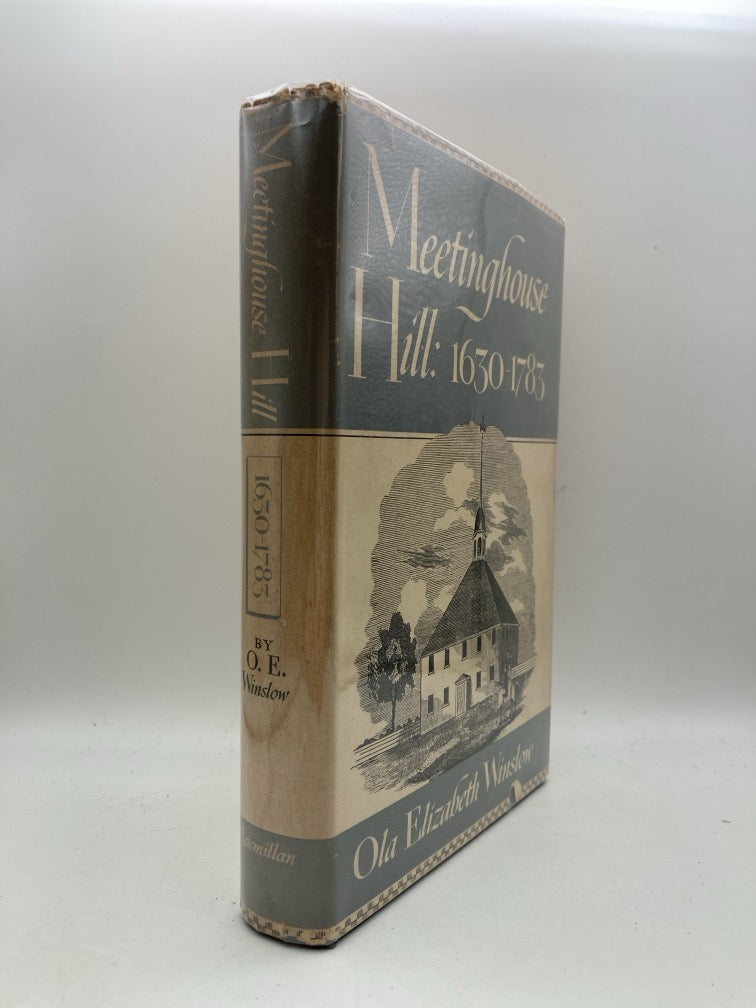 Meetinghouse Hill
1630-1783
BY
O. E.
Winslow
Macmillan
Meetinghouse
Hill: 1630-1783
Ola Elizabeth Winslow